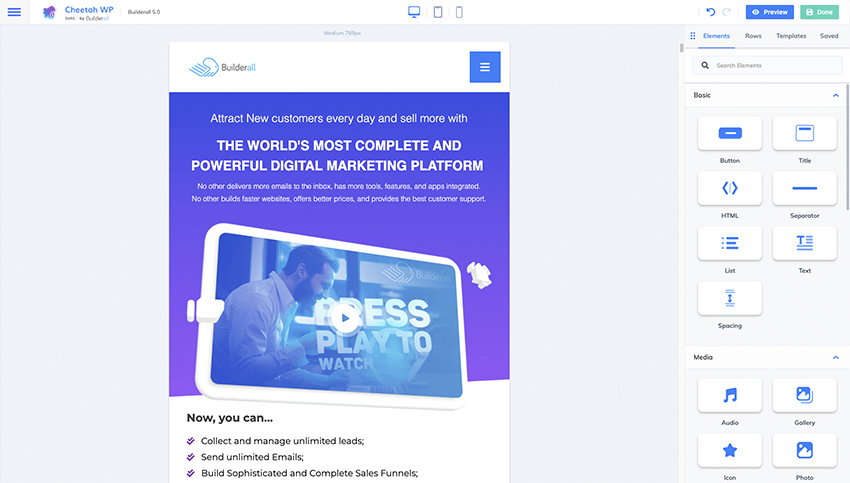 Cheetah WP
beta by Builderall
Builderall 5.0
Preview
Done
Medium 769px
Builderall
Attract New customers every day and sell more with
THE WORLD'S MOST COMPLETE AND
POWERFUL DIGITAL MARKETING PLATFORM
No other delivers more emails to the inbox, has more tools, features, and apps integrated.
No other builds faster websites, offers better prices, and provides the best customer support.
Builderall
PRESS
PLAY TO
WATCH
Now, you can...
Collect and manage unlimited leads;
Send unlimited Emails;
Build Sophisticated and Complete Sales Funnels;
Elements
Rows
Templates
Saved
Search Elements
Basic
Button
Title
HTML
Separator
List
Text
Spacing
Media
Audio
Gallery
Icon
Photo